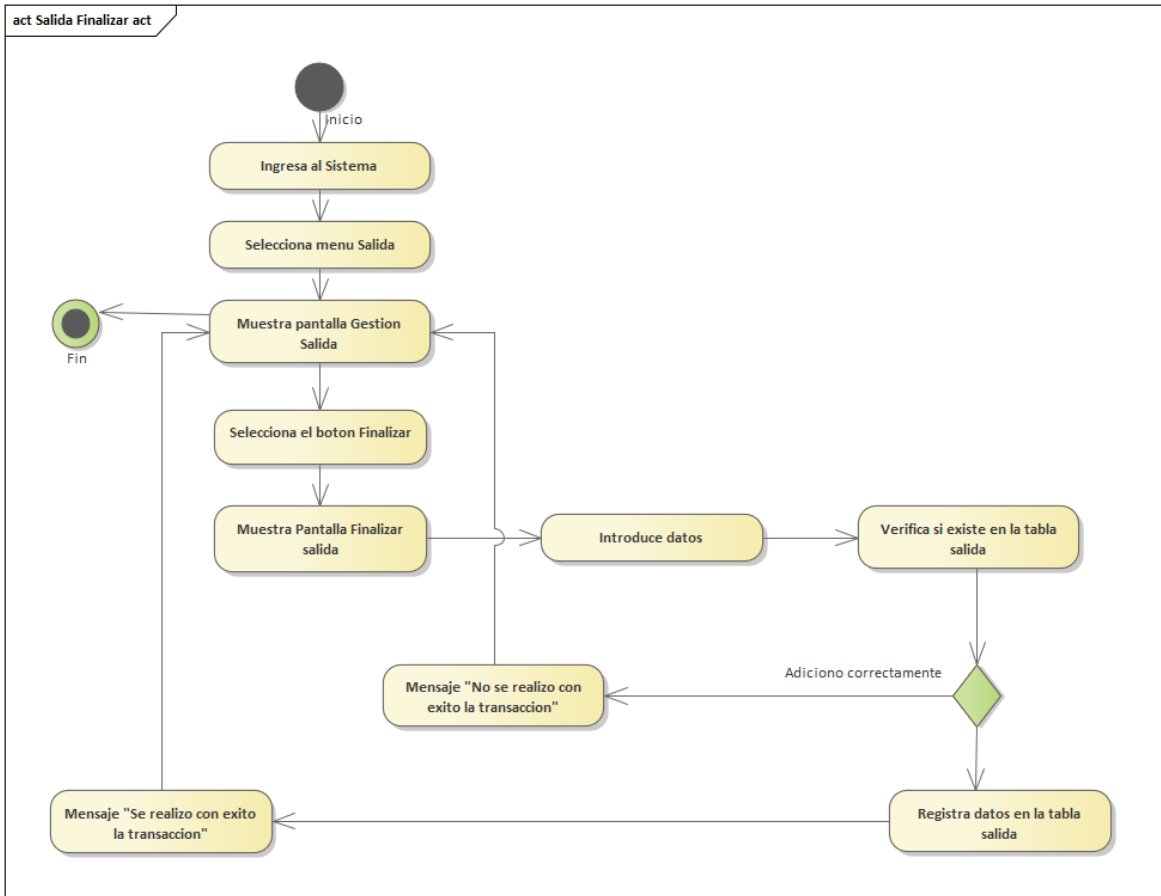 act Salida Finalizar act
Inicio
Ingresa al Sistema
Selecciona menu Salida
Muestra pantalla Gestion
Salida
Fin
Selecciona el boton Finalizar
Muestra Pantalla Finalizar
salida
Introduce datos
Verifica si existe en la tabla
salida
Adiciono correctamente
Mensaje "No se realizo con
exito la transaccion"
Mensaje "Se realizo con exito
la transaccion"
Registra datos en la tabla
salida